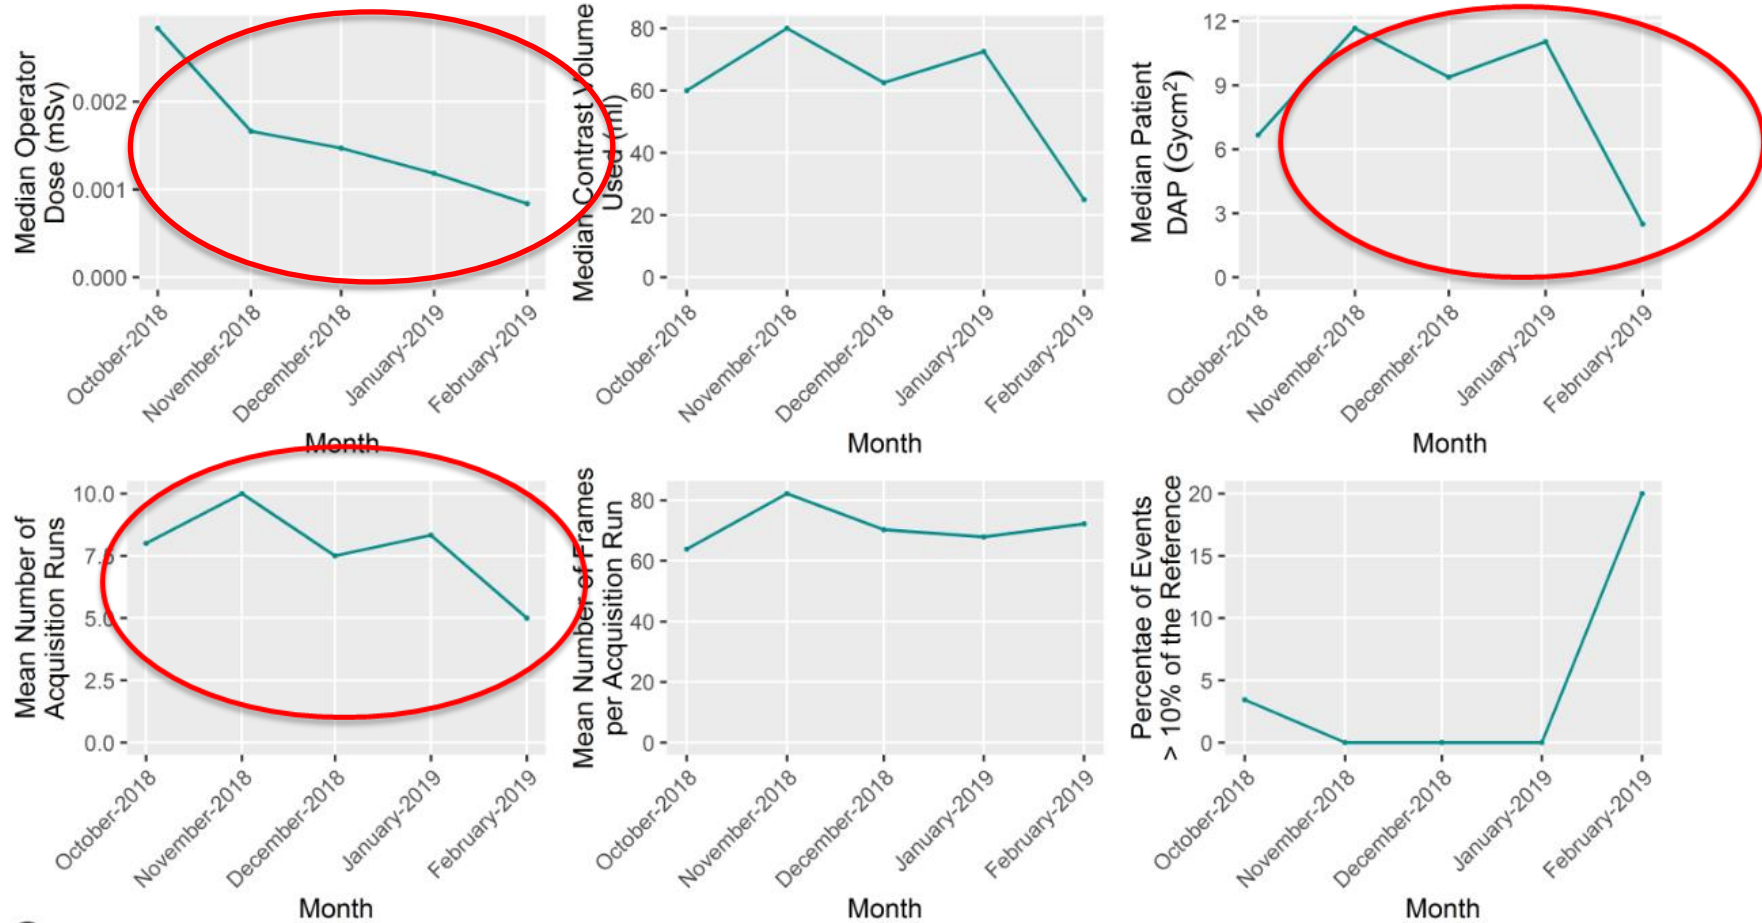 Median Operator
Dose (mSv)
0.002
0.001
0.000
October-2018
November-2018
December-2018
January-2019
February-2019
Month
Median Contrast Volume
Used (ml)
80
60
40
20
0
October-2018
November-2018
December-2018
January-2019
February-2019
Month
Median Patient
DAP (Gycm²)
12
9
6
3
0
October-2018
November-2018
December-2018
January-2019
February-2019
Month
Mean Number of
Acquisition Runs
10.0
7.5
5.0
2.5
0.0
October-2018
November-2018
December-2018
January-2019
February-2019
Month
Mean Number of Frames
per Acquisition Run
80
60
40
20
0
October-2018
November-2018
December-2018
January-2019
February-2019
Month
Percentae of Events
> 10% of the Reference
20
15
10
5
0
October-2018
November-2018
December-2018
January-2019
February-2019
Month